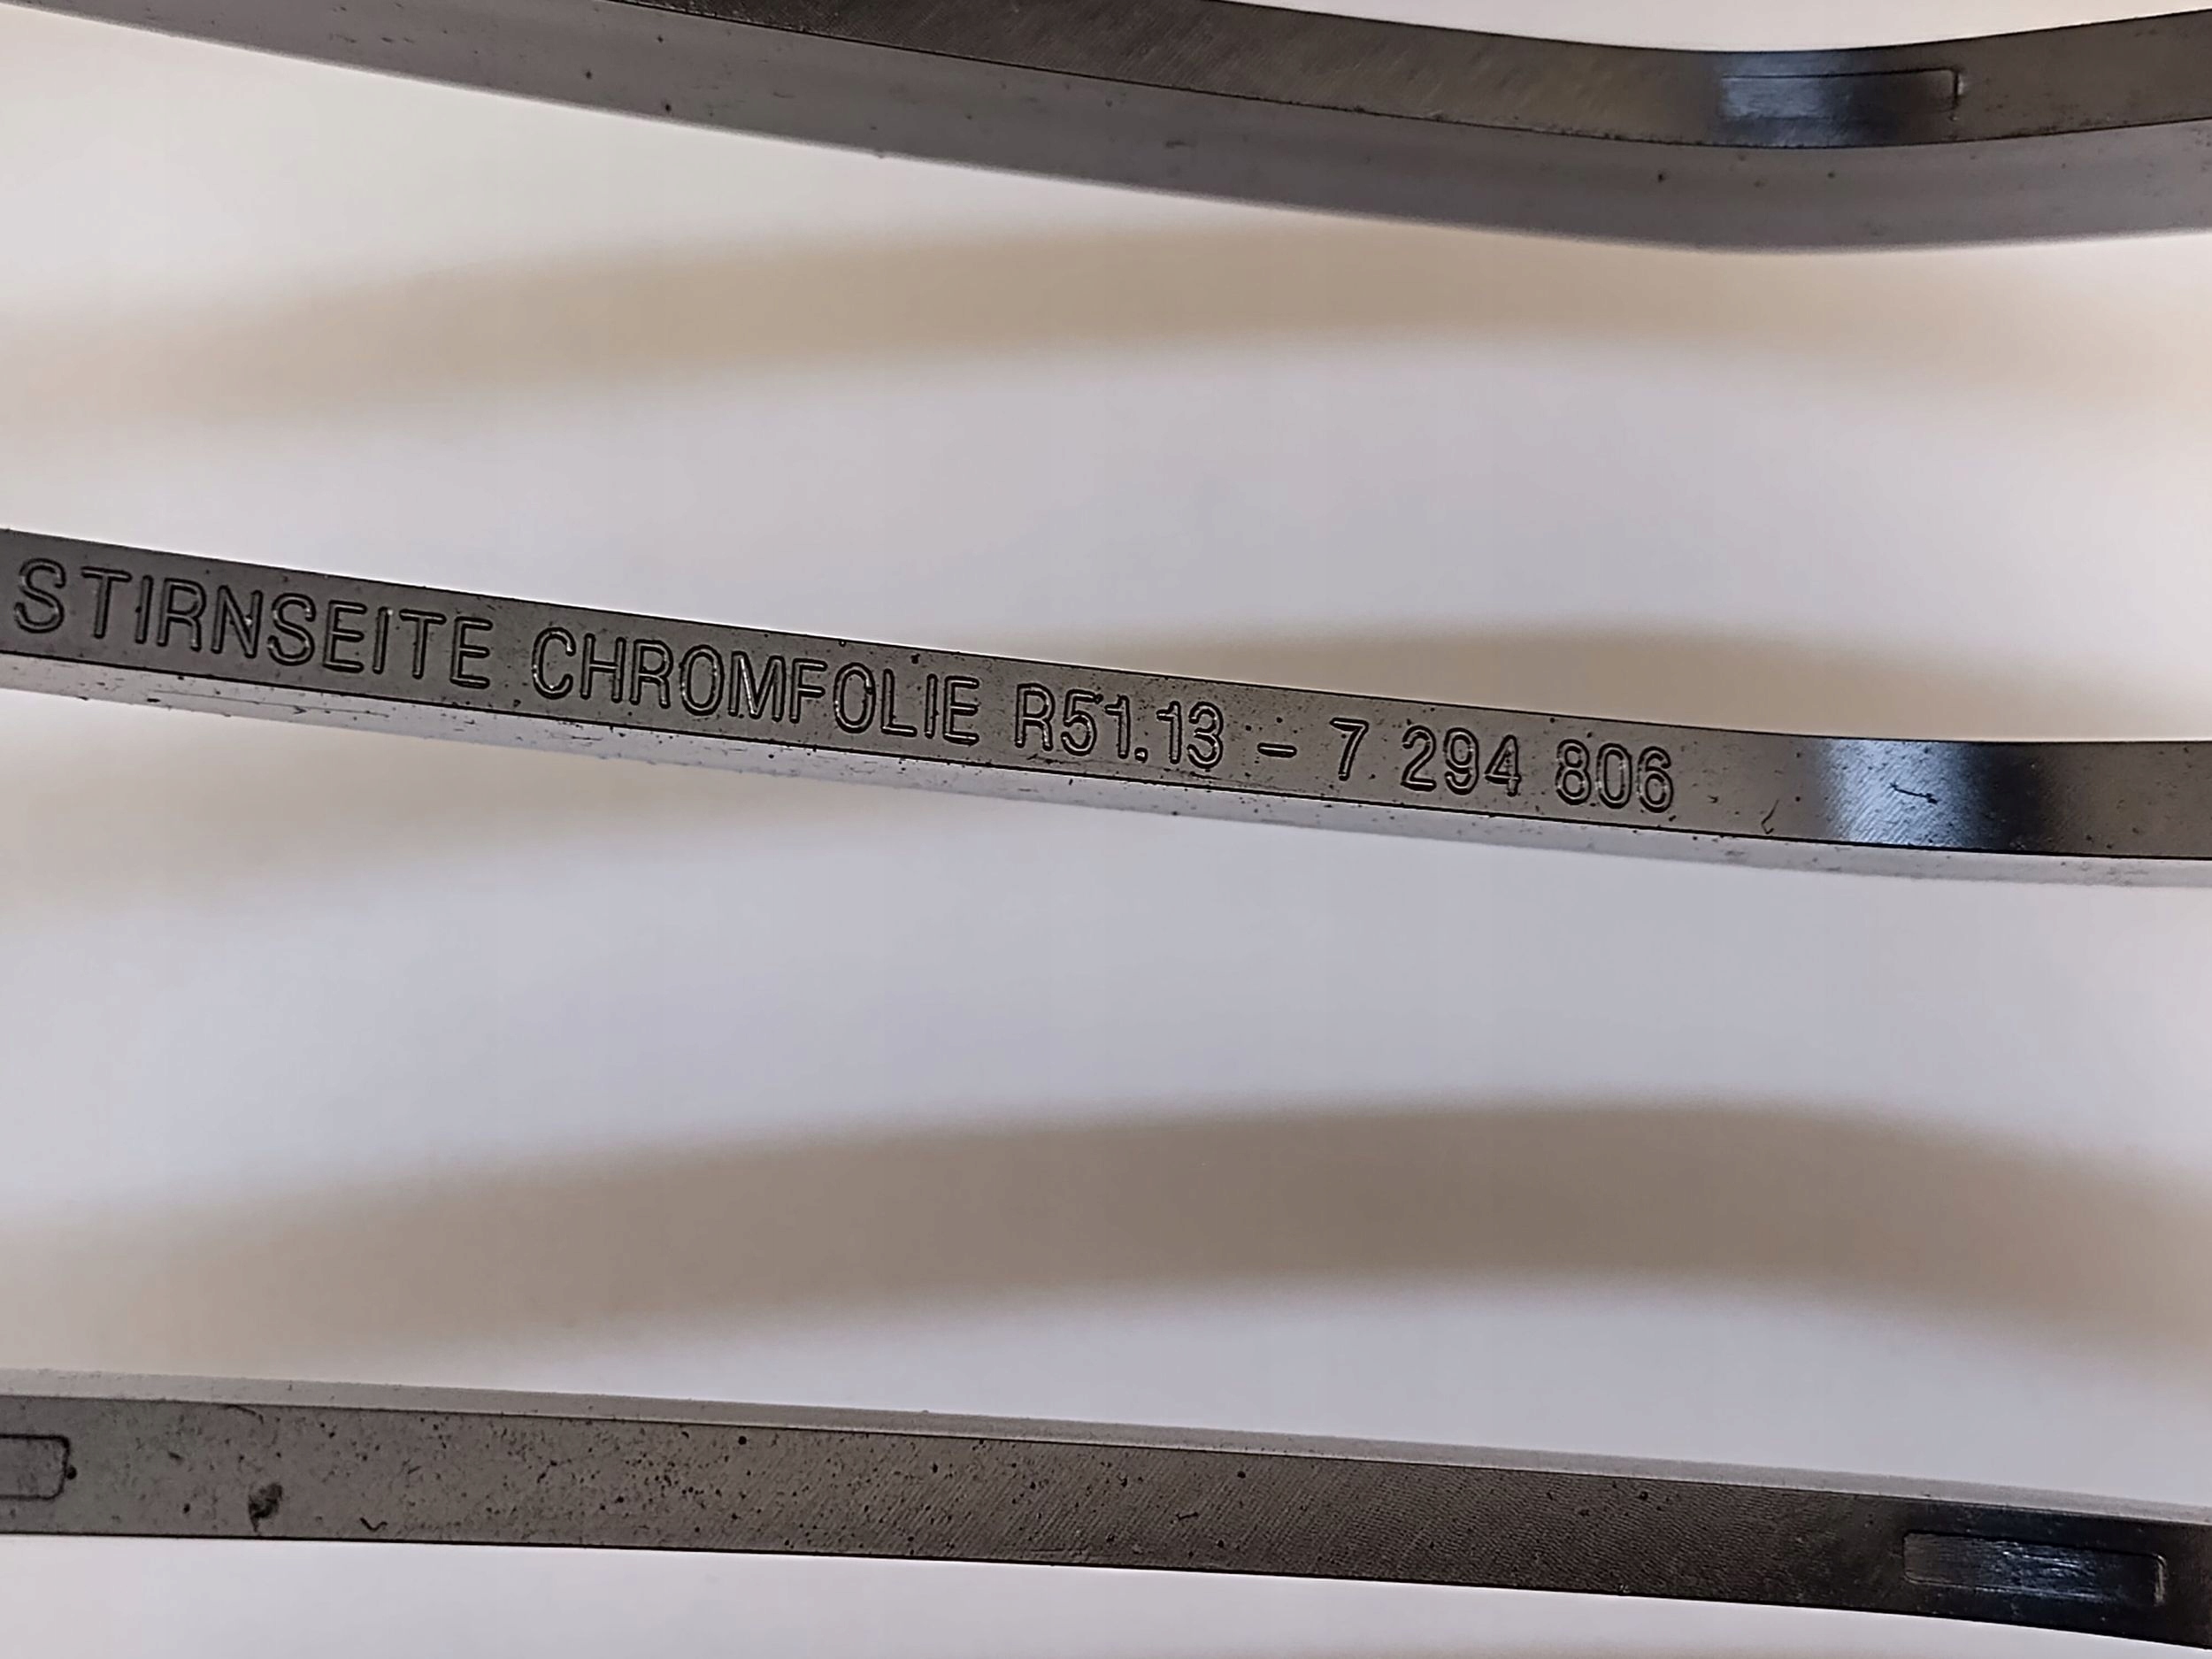 STIRNSEITE CHROMFOLIE R51.13 - 7 294 806